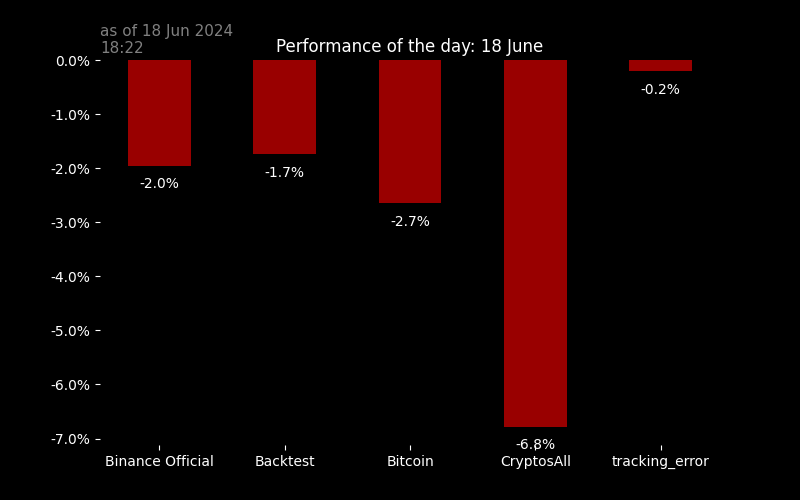 as of 18 Jun 2024
18:22
Performance of the day: 18 June
0.0%
-1.0%
-2.0%
-3.0%
-4.0%
-5.0%
-6.0%
-7.0%
-2.0%
-1.7%
-2.7%
-6.8%
-0.2%
Binance Official
Backtest
Bitcoin
CryptosAll
tracking_error